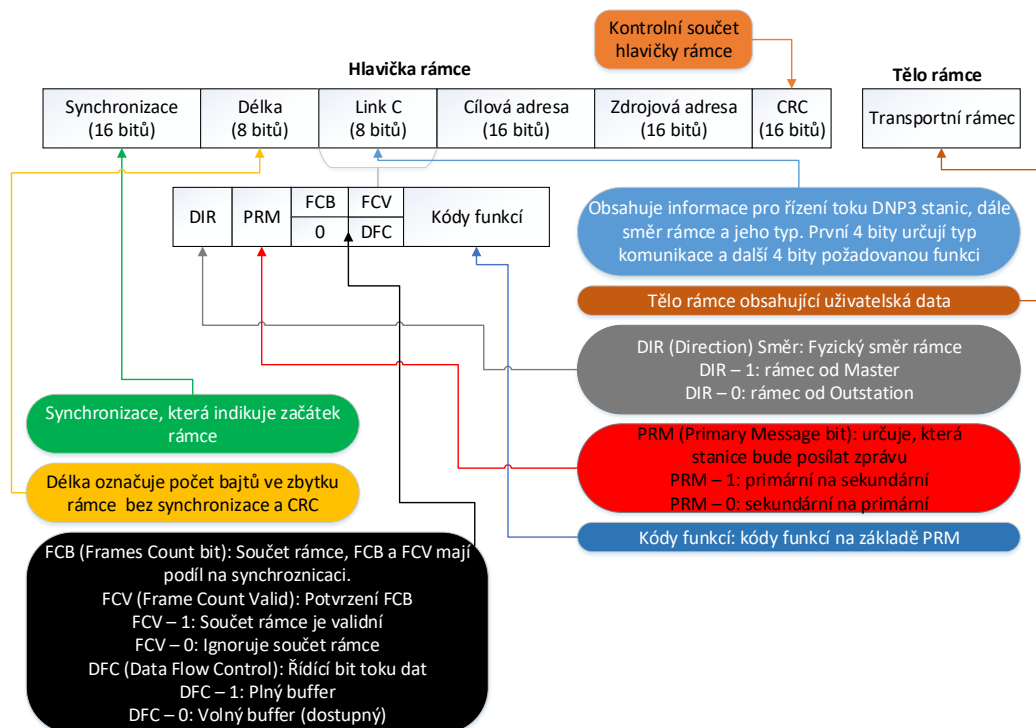 Kontrolní součet
hlavičky rámce
Hlavička rámce
Tělo rámce
Synchronizace
(16 bitů)
Délka
(8 bitů)
Link C
(8 bitů)
Cílová adresa
(16 bitů)
Zdrojová adresa
(16 bitů)
CRC
(16 bitů)
Transportní rámec
DIR
PRM
FCB
0
FCV
DFC
Kódy funkcí
Obsahuje informace pro řízení toku DNP3 stanic, dále
směr rámce a jeho typ. První 4 bity určují typ
komunikace a další 4 bity požadovanou funkci
Tělo rámce obsahující uživatelská data
DIR (Direction) Směr: Fyzický směr rámce
DIR – 1: rámec od Master
DIR – 0: rámec od Outstation
Synchronizace, která indikuje začátek
rámce
PRM (Primary Message bit): určuje, která
stanice bude posílat zprávu
PRM – 1: primární na sekundární
PRM – 0: sekundární na primární
Délka označuje počet bajtů ve zbytku
rámce bez synchronizace a CRC
Kódy funkcí: kódy funkcí na základě PRM
FCB (Frames Count bit): Součet rámce, FCB a FCV mají
podíl na synchroznicaci.
FCV (Frame Count Valid): Potvrzení FCB
FCV – 1: Součet rámce je validní
FCV – 0: Ignoruje součet rámce
DFC (Data Flow Control): Řídící bit toku dat
DFC – 1: Plný buffer
DFC – 0: Volný buffer (dostupný)